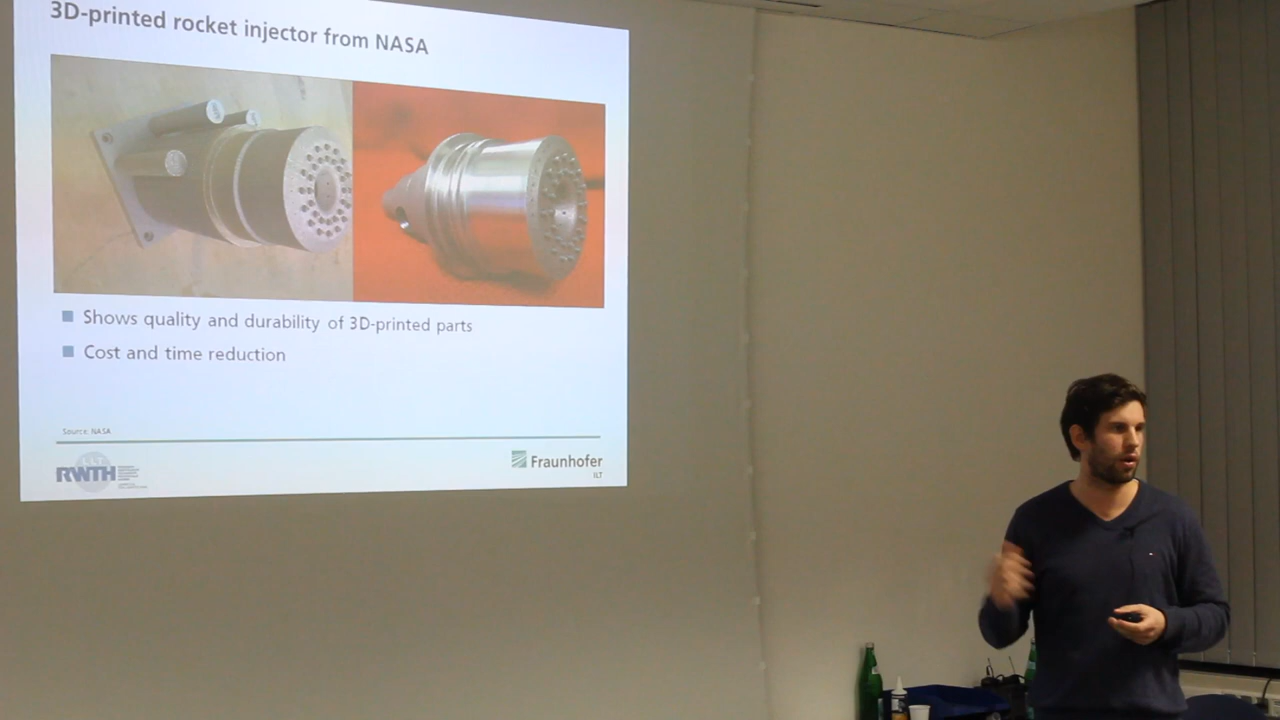 3D-printed rocket injector from NASA
Shows quality and durability of 3D-printed parts
Cost and time reduction
Source: NASA
RWTH
Fraunhofer
ILT